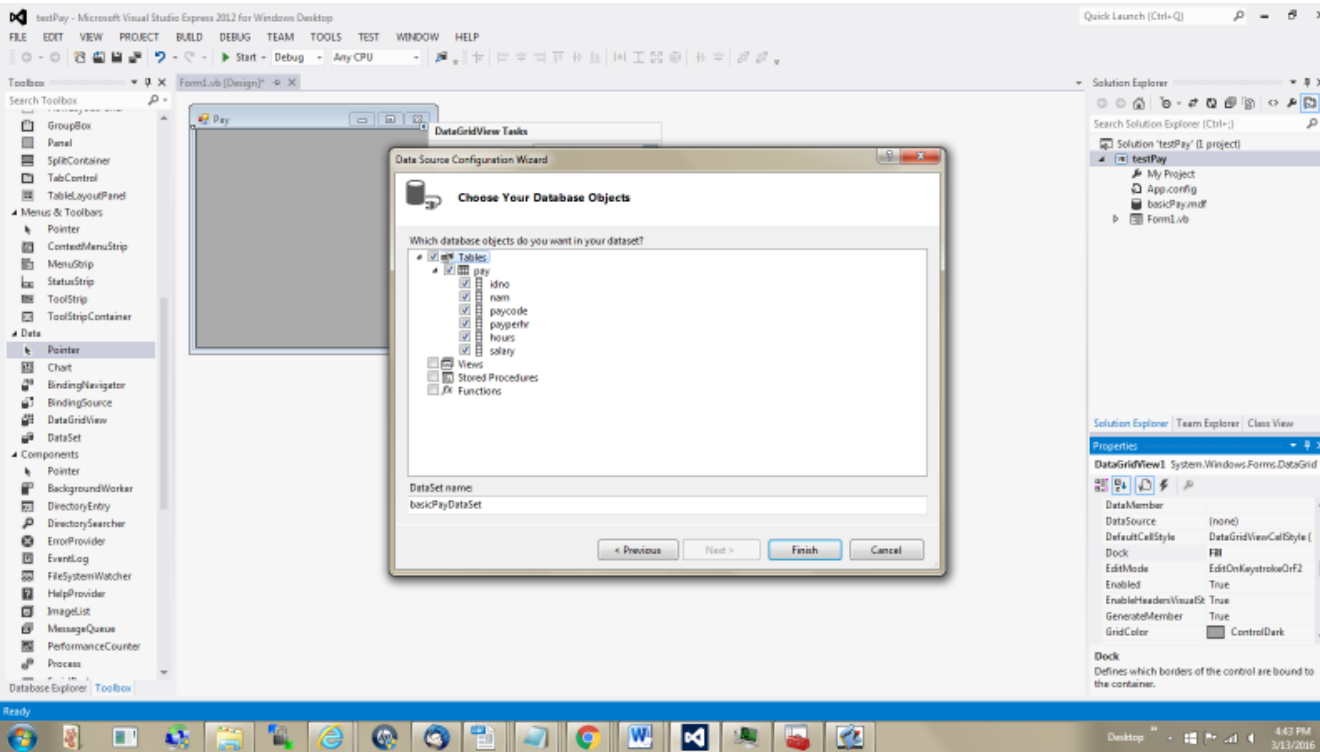 testPay - Microsoft Visual Studio Express 2012 for Windows Desktop
Quick Launch (Ctrl+Q)
FILE EDIT VIEW PROJECT BUILD DEBUG TEAM TOOLS TEST WINDOW HELP
Start - Debug Any CPU
Toolbox
Search Toolbox
GroupBox
Panel
SplitContainer
TabControl
TableLayoutPanel
Menus & Toolbars
Pointer
ContextMenuStrip
MenuStrip
StatusStrip
ToolStrip
ToolStripContainer
Data
Pointer
Chart
BindingNavigator
BindingSource
DataGridView
DataSet
Components
Pointer
BackgroundWorker
DirectoryEntry
DirectorySearcher
ErrorProvider
EventLog
FileSystemWatcher
HelpProvider
ImageList
MessageQueue
PerformanceCounter
Process
Database Explorer Toolbox
Form1.vb [Design]*
Pay
DataGridView Tasks
Data Source Configuration Wizard
Choose Your Database Objects
Which database objects do you want in your dataset?
Tables
pay
idno
nam
paycode
payperhr
hours
salary
Views
Stored Procedures
Functions
DataSet name:
basicPayDataSet
< Previous Next > Finish Cancel
Solution Explorer
Search Solution Explorer (Ctrl+;)
Solution 'testPay' (1 project)
testPay
My Project
App.config
basicPay.mdf
Form1.vb
Solution Explorer Team Explorer Class View
Properties
DataGridView1 System.Windows.Forms.DataGrid
DataMember
DataSource (none)
DefaultCellStyle DataGridViewCellStyle {
Dock Fill
EditMode EditOnKeystrokeOrF2
Enabled True
EnableHeadersVisualSt True
GenerateMember True
GridColor ControlDark
Dock
Defines which borders of the control are bound to
the container.
Ready
Desktop
4:43 PM
3/13/2016